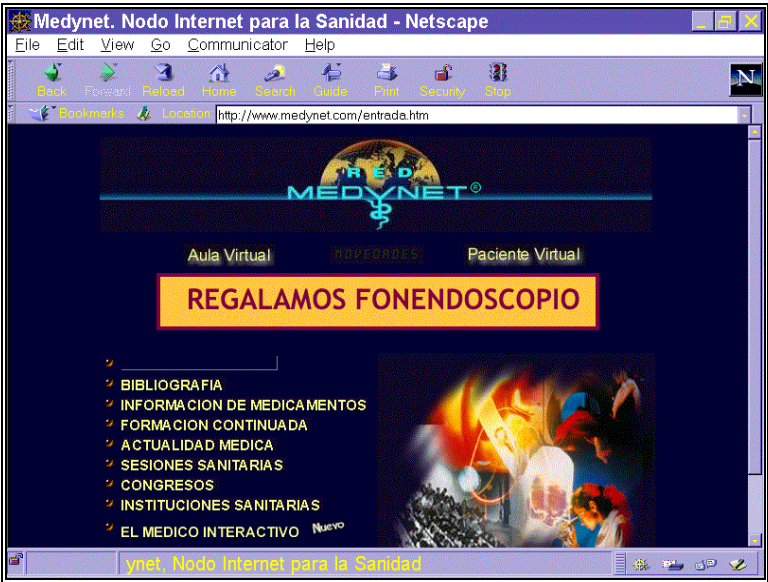 Medynet. Nodo Internet para la Sanidad - Netscape
File Edit View Go Communicator Help
Back Forward Reload Home Search Guide Print Security Stop
N
Bookmarks Location http://www.medynet.com/entrada.htm
RED
MEDYNET®
Aula Virtual NOVEDADES Paciente Virtual
REGALAMOS FONENDOSCOPIO
BIBLIOGRAFIA
INFORMACION DE MEDICAMENTOS
FORMACION CONTINUADA
ACTUALIDAD MEDICA
SESIONES SANITARIAS
CONGRESOS
INSTITUCIONES SANITARIAS
EL MEDICO INTERACTIVO Nuevo
ynet, Nodo Internet para la Sanidad